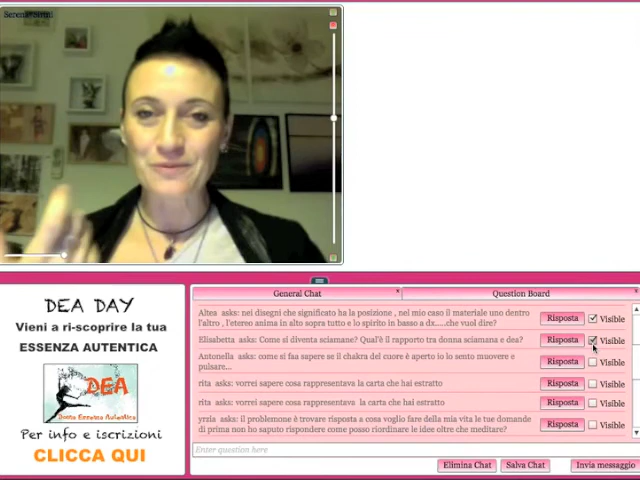 General Chat
Question Board
Altea asks: nei disegni che significato ha la posizione , nel mio caso il materiale uno dentro
l'altro , l'etereo anima in alto sopra tutto e lo spirito in basso a dx.....che vuol dire?
Risposta
Visible
Elisabetta asks: Come si diventa sciamane? Qual'è il rapporto tra donna sciamana e dea?
Risposta
Visible
Antonella asks: come si faa sapere se il chakra del cuore è aperto io lo sento muovere e
pulsare...
Risposta
Visible
rita asks: vorrei sapere cosa rappresentava la carta che hai estratto
Risposta
Visible
rita asks: vorrei sapere cosa rappresentava la carta che hai estratto
Risposta
Visible
yrzia asks: il problemone è trovare risposta a cosa voglio fare della mia vita le tue domande
di prima non ho saputo rispondere come posso riordinare le idee oltre che meditare?
Risposta
Visible
Enter question here
Elimina Chat
Salva Chat
Invia messaggio
DEA DAY
Vieni a ri-scoprire la tua
ESSENZA AUTENTICA
DEA
Donna Essenza Autentica
Per info e iscrizioni
CLICCA QUI